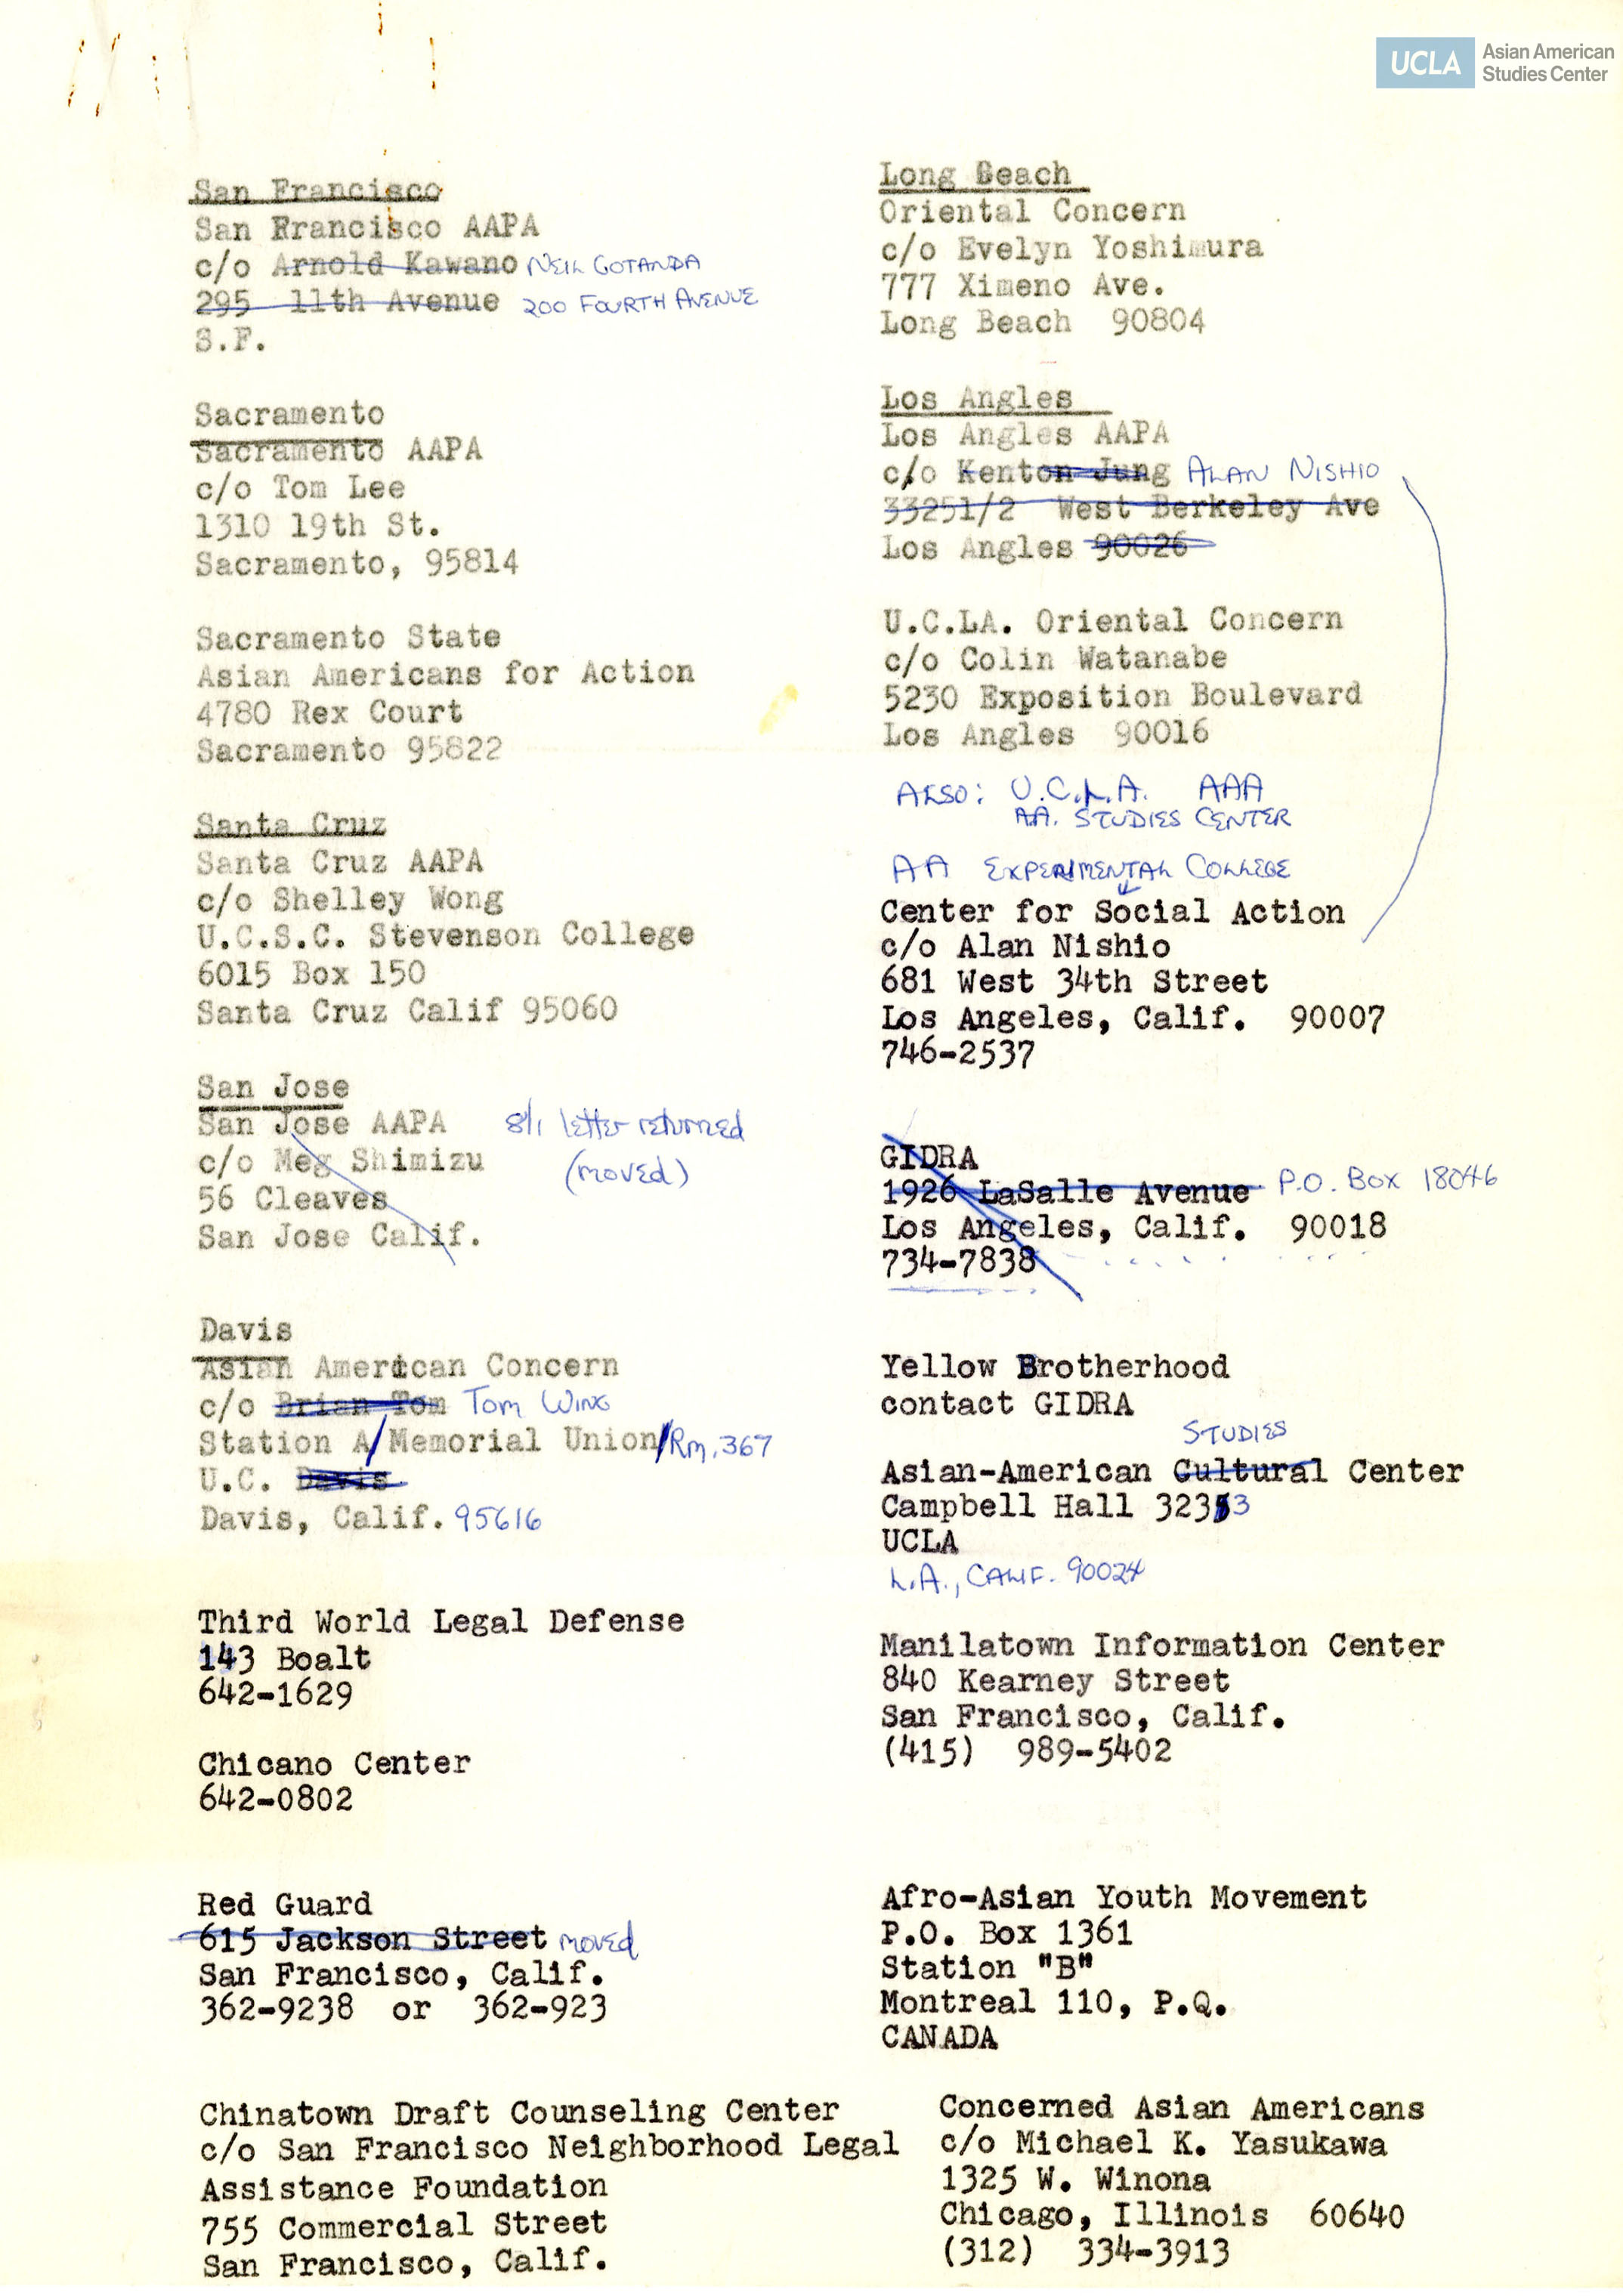 UCLA Asian American
Studies Center
San Francisco
San Francisco AAPA
c/o Arnold Kawano NEIL GOTANDA
295 11th Avenue 200 FOURTH AVENUE
S.F.
Sacramento
Sacramento AAPA
c/o Tom Lee
1310 19th St.
Sacramento, 95814
Sacramento State
Asian Americans for Action
4780 Rex Court
Sacramento 95822
Santa Cruz
Santa Cruz AAPA
c/o Shelley Wong
U.C.S.C. Stevenson College
6015 Box 150
Santa Cruz Calif 95060
San Jose
San Jose AAPA 8/1 letter returned
c/o Meg Shimizu (moved)
56 Cleaves
San Jose Calif.
Davis
Asian American Concern
c/o Brian Tom TOM WING
Station A/Memorial Union/Rm. 367
U.C. Davis
Davis, Calif. 95616
Third World Legal Defense
143 Boalt
642-1629
Chicano Center
642-0802
Red Guard
615 Jackson Street moved
San Francisco, Calif.
362-9238 or 362-923
Chinatown Draft Counseling Center
c/o San Francisco Neighborhood Legal
Assistance Foundation
755 Commercial Street
San Francisco, Calif.
Long Beach
Oriental Concern
c/o Evelyn Yoshimura
777 Ximeno Ave.
Long Beach 90804
Los Angles
Los Angles AAPA
c/o Kenton Jung ALAN NISHIO
33251/2 West Berkeley Ave
Los Angles 90026
U.C.LA. Oriental Concern
c/o Colin Watanabe
5230 Exposition Boulevard
Los Angles 90016
ALSO: U.C.L.A. AAA
A.A. STUDIES CENTER
AA EXPERIMENTAL COLLEGE
Center for Social Action
c/o Alan Nishio
681 West 34th Street
Los Angeles, Calif. 90007
746-2537
GIDRA
1926 LaSalle Avenue P.O. BOX 18046
Los Angeles, Calif. 90018
734-7838
Yellow Brotherhood
contact GIDRA
STUDIES
Asian-American Cultural Center
Campbell Hall 3233
UCLA
L.A., CALIF. 90024
Manilatown Information Center
840 Kearney Street
San Francisco, Calif.
(415) 989-5402
Afro-Asian Youth Movement
P.O. Box 1361
Station "B"
Montreal 110, P.Q.
CANADA
Concerned Asian Americans
c/o Michael K. Yasukawa
1325 W. Winona
Chicago, Illinois 60640
(312) 334-3913